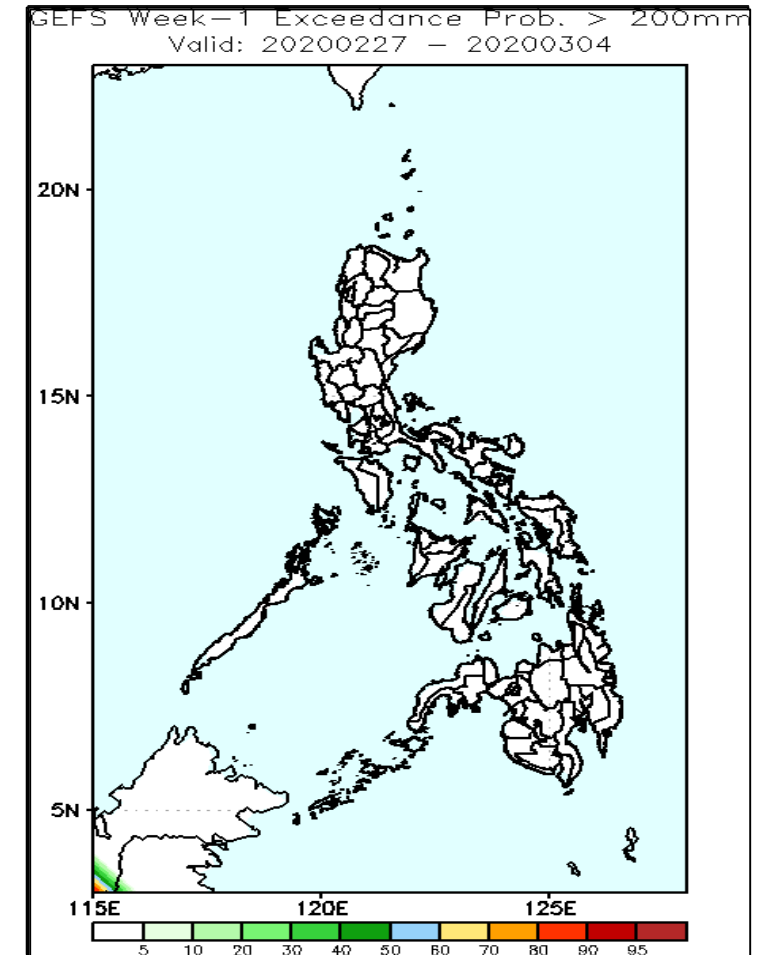 GEFS Week-1 Exceedance Prob. > 200mm
Valid: 20200227 - 20200304
20N
15N
10N
5N
115E 120E 125E
5 10 20 30 40 50 60 70 80 90 95